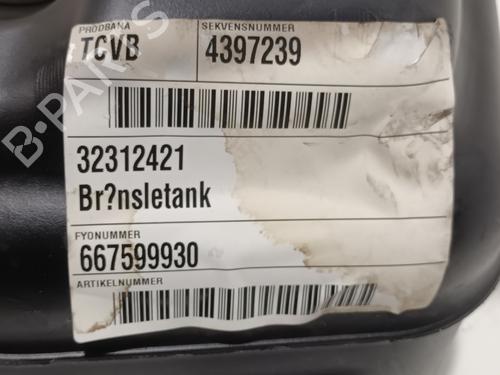 PRODBANA SEKVENSNUMMER
TCVB 4397239
32312421
Br?nsletank
FYONUMMER
667599930
ARTIKELNUMMER
B-PARTS